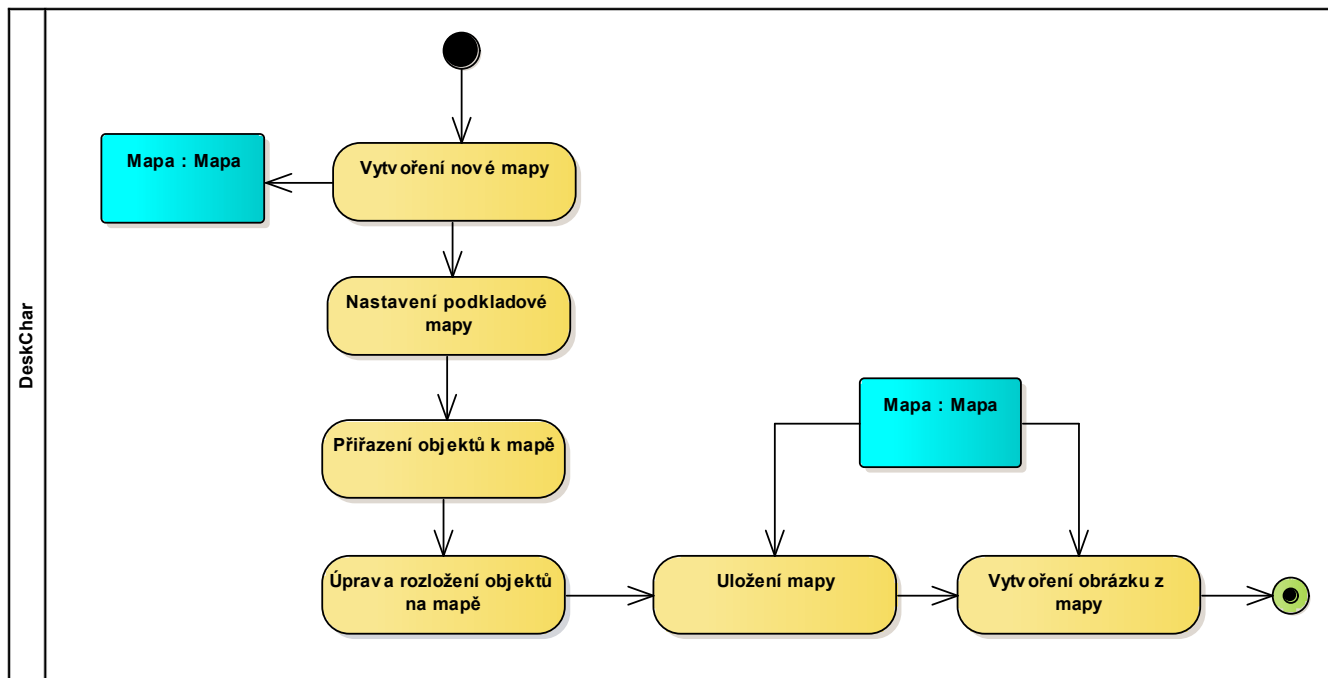 DeskChar
Mapa : Mapa
Vytvoření nové mapy
Nastavení podkladové
mapy
Přiřazení objektů k mapě
Mapa : Mapa
Úprava rozložení objektů
na mapě
Uložení mapy
Vytvoření obrázku z
mapy